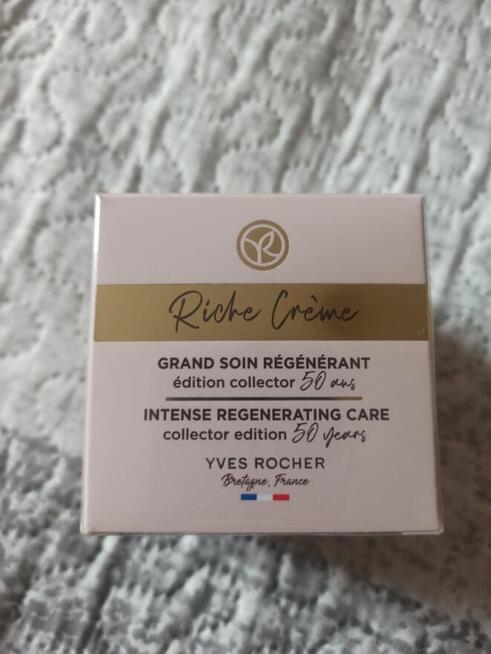 Riche Crème
GRAND SOIN RÉGÉNÉRANT
édition collector 50 ans
INTENSE REGENERATING CARE
collector edition 50 years
YVES ROCHER
Bretagne, France